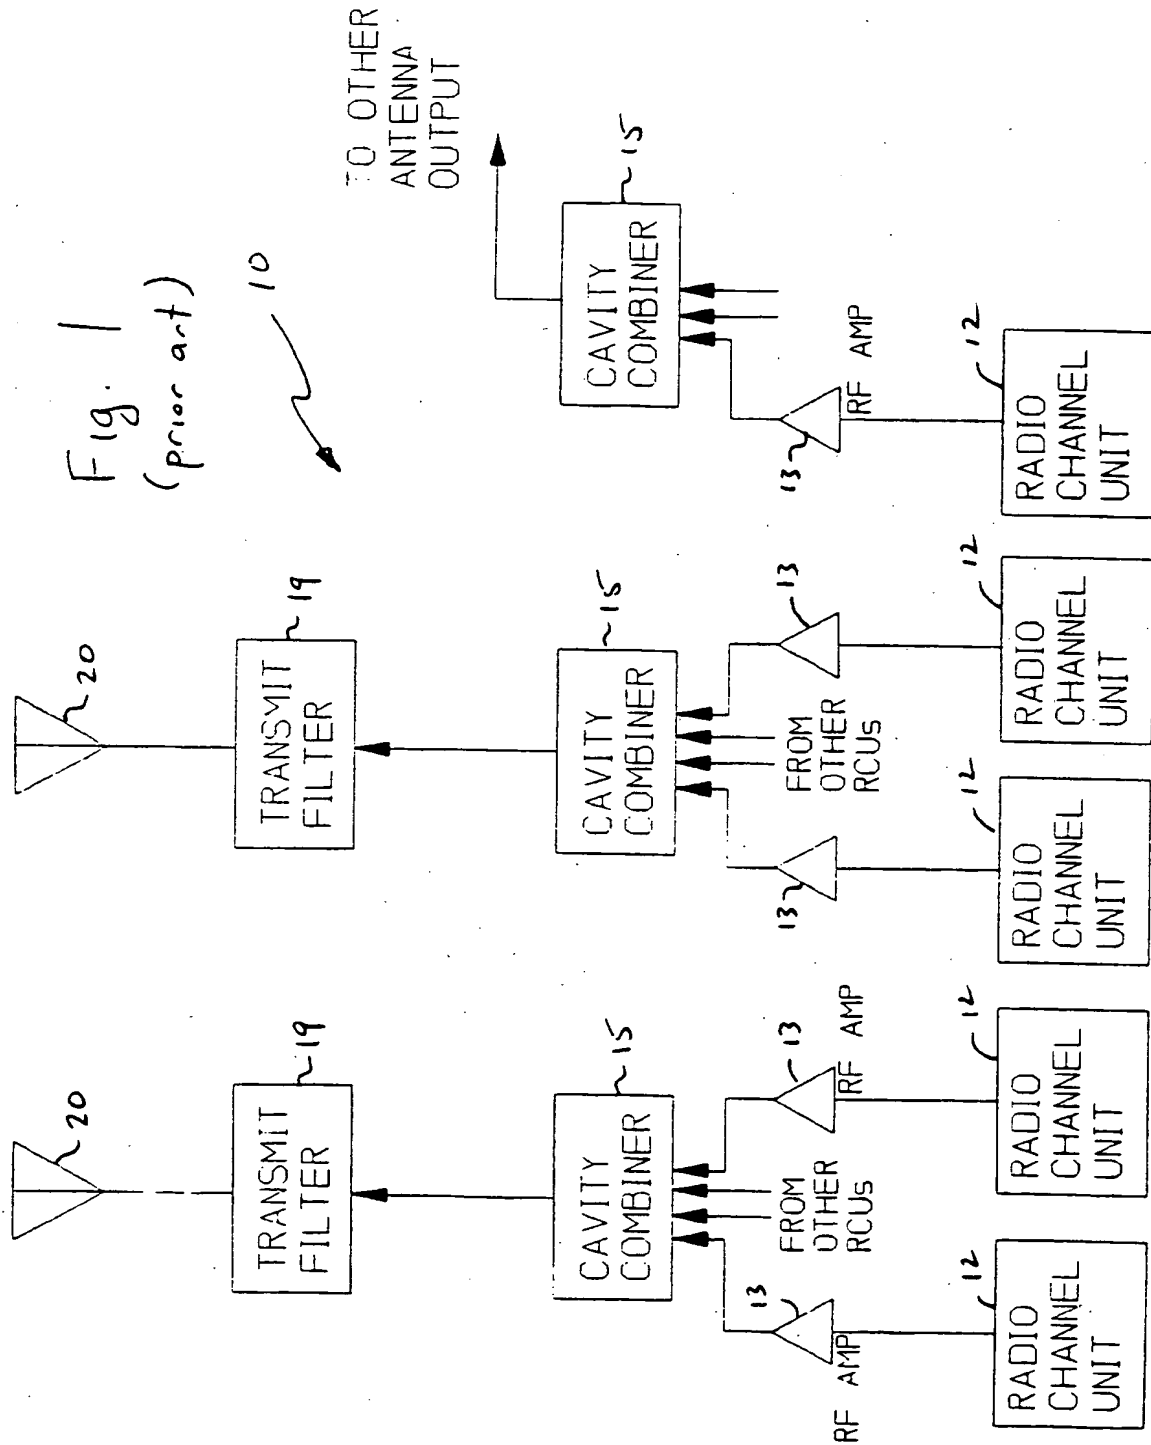 Fig. 1
(prior art)
10
TO OTHER
ANTENNA
OUTPUT
20
20
19
TRANSMIT
FILTER
19
TRANSMIT
FILTER
15
CAVITY
COMBINER
15
CAVITY
COMBINER
15
CAVITY
COMBINER
13
RF AMP
FROM
OTHER
RCUs
13
RF AMP
13
FROM
OTHER
RCUs
13
13
RF AMP
12
RADIO
CHANNEL
UNIT
12
RADIO
CHANNEL
UNIT
12
RADIO
CHANNEL
UNIT
12
RADIO
CHANNEL
UNIT
12
RADIO
CHANNEL
UNIT